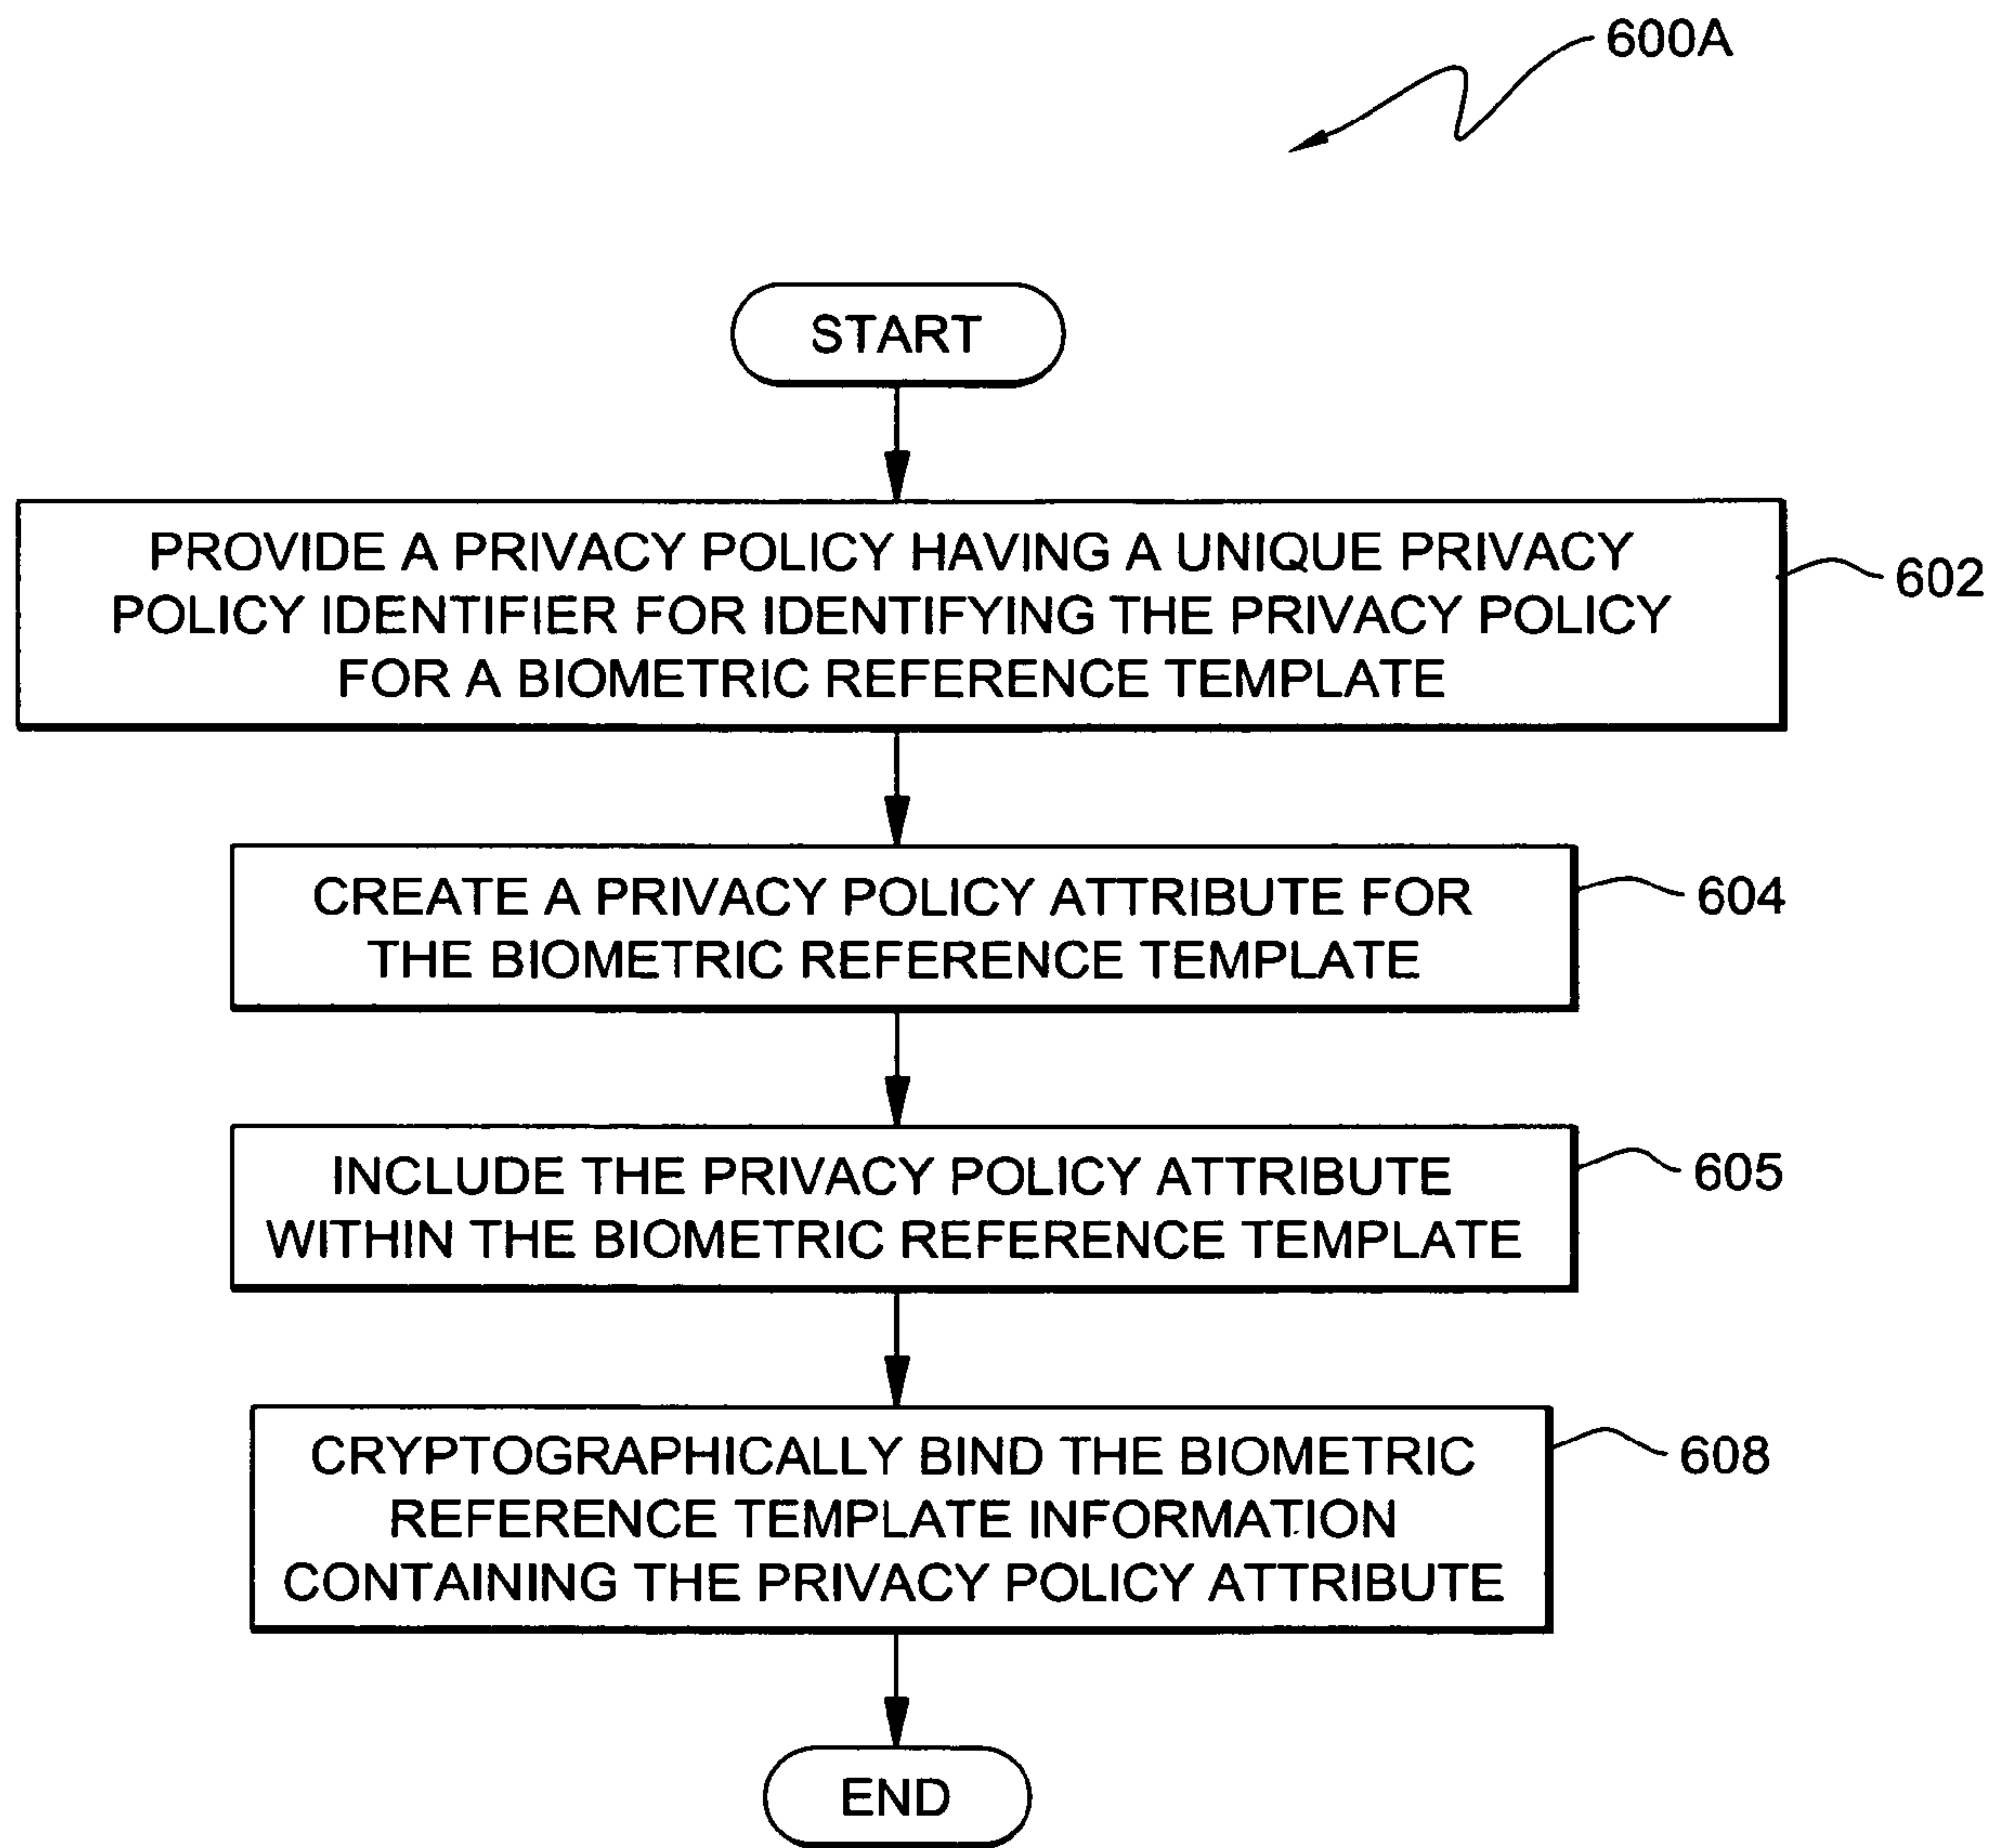 600A
START
PROVIDE A PRIVACY POLICY HAVING A UNIQUE PRIVACY
POLICY IDENTIFIER FOR IDENTIFYING THE PRIVACY POLICY
FOR A BIOMETRIC REFERENCE TEMPLATE
602
CREATE A PRIVACY POLICY ATTRIBUTE FOR
THE BIOMETRIC REFERENCE TEMPLATE
604
INCLUDE THE PRIVACY POLICY ATTRIBUTE
WITHIN THE BIOMETRIC REFERENCE TEMPLATE
605
CRYPTOGRAPHICALLY BIND THE BIOMETRIC
REFERENCE TEMPLATE INFORMATION
CONTAINING THE PRIVACY POLICY ATTRIBUTE
608
END